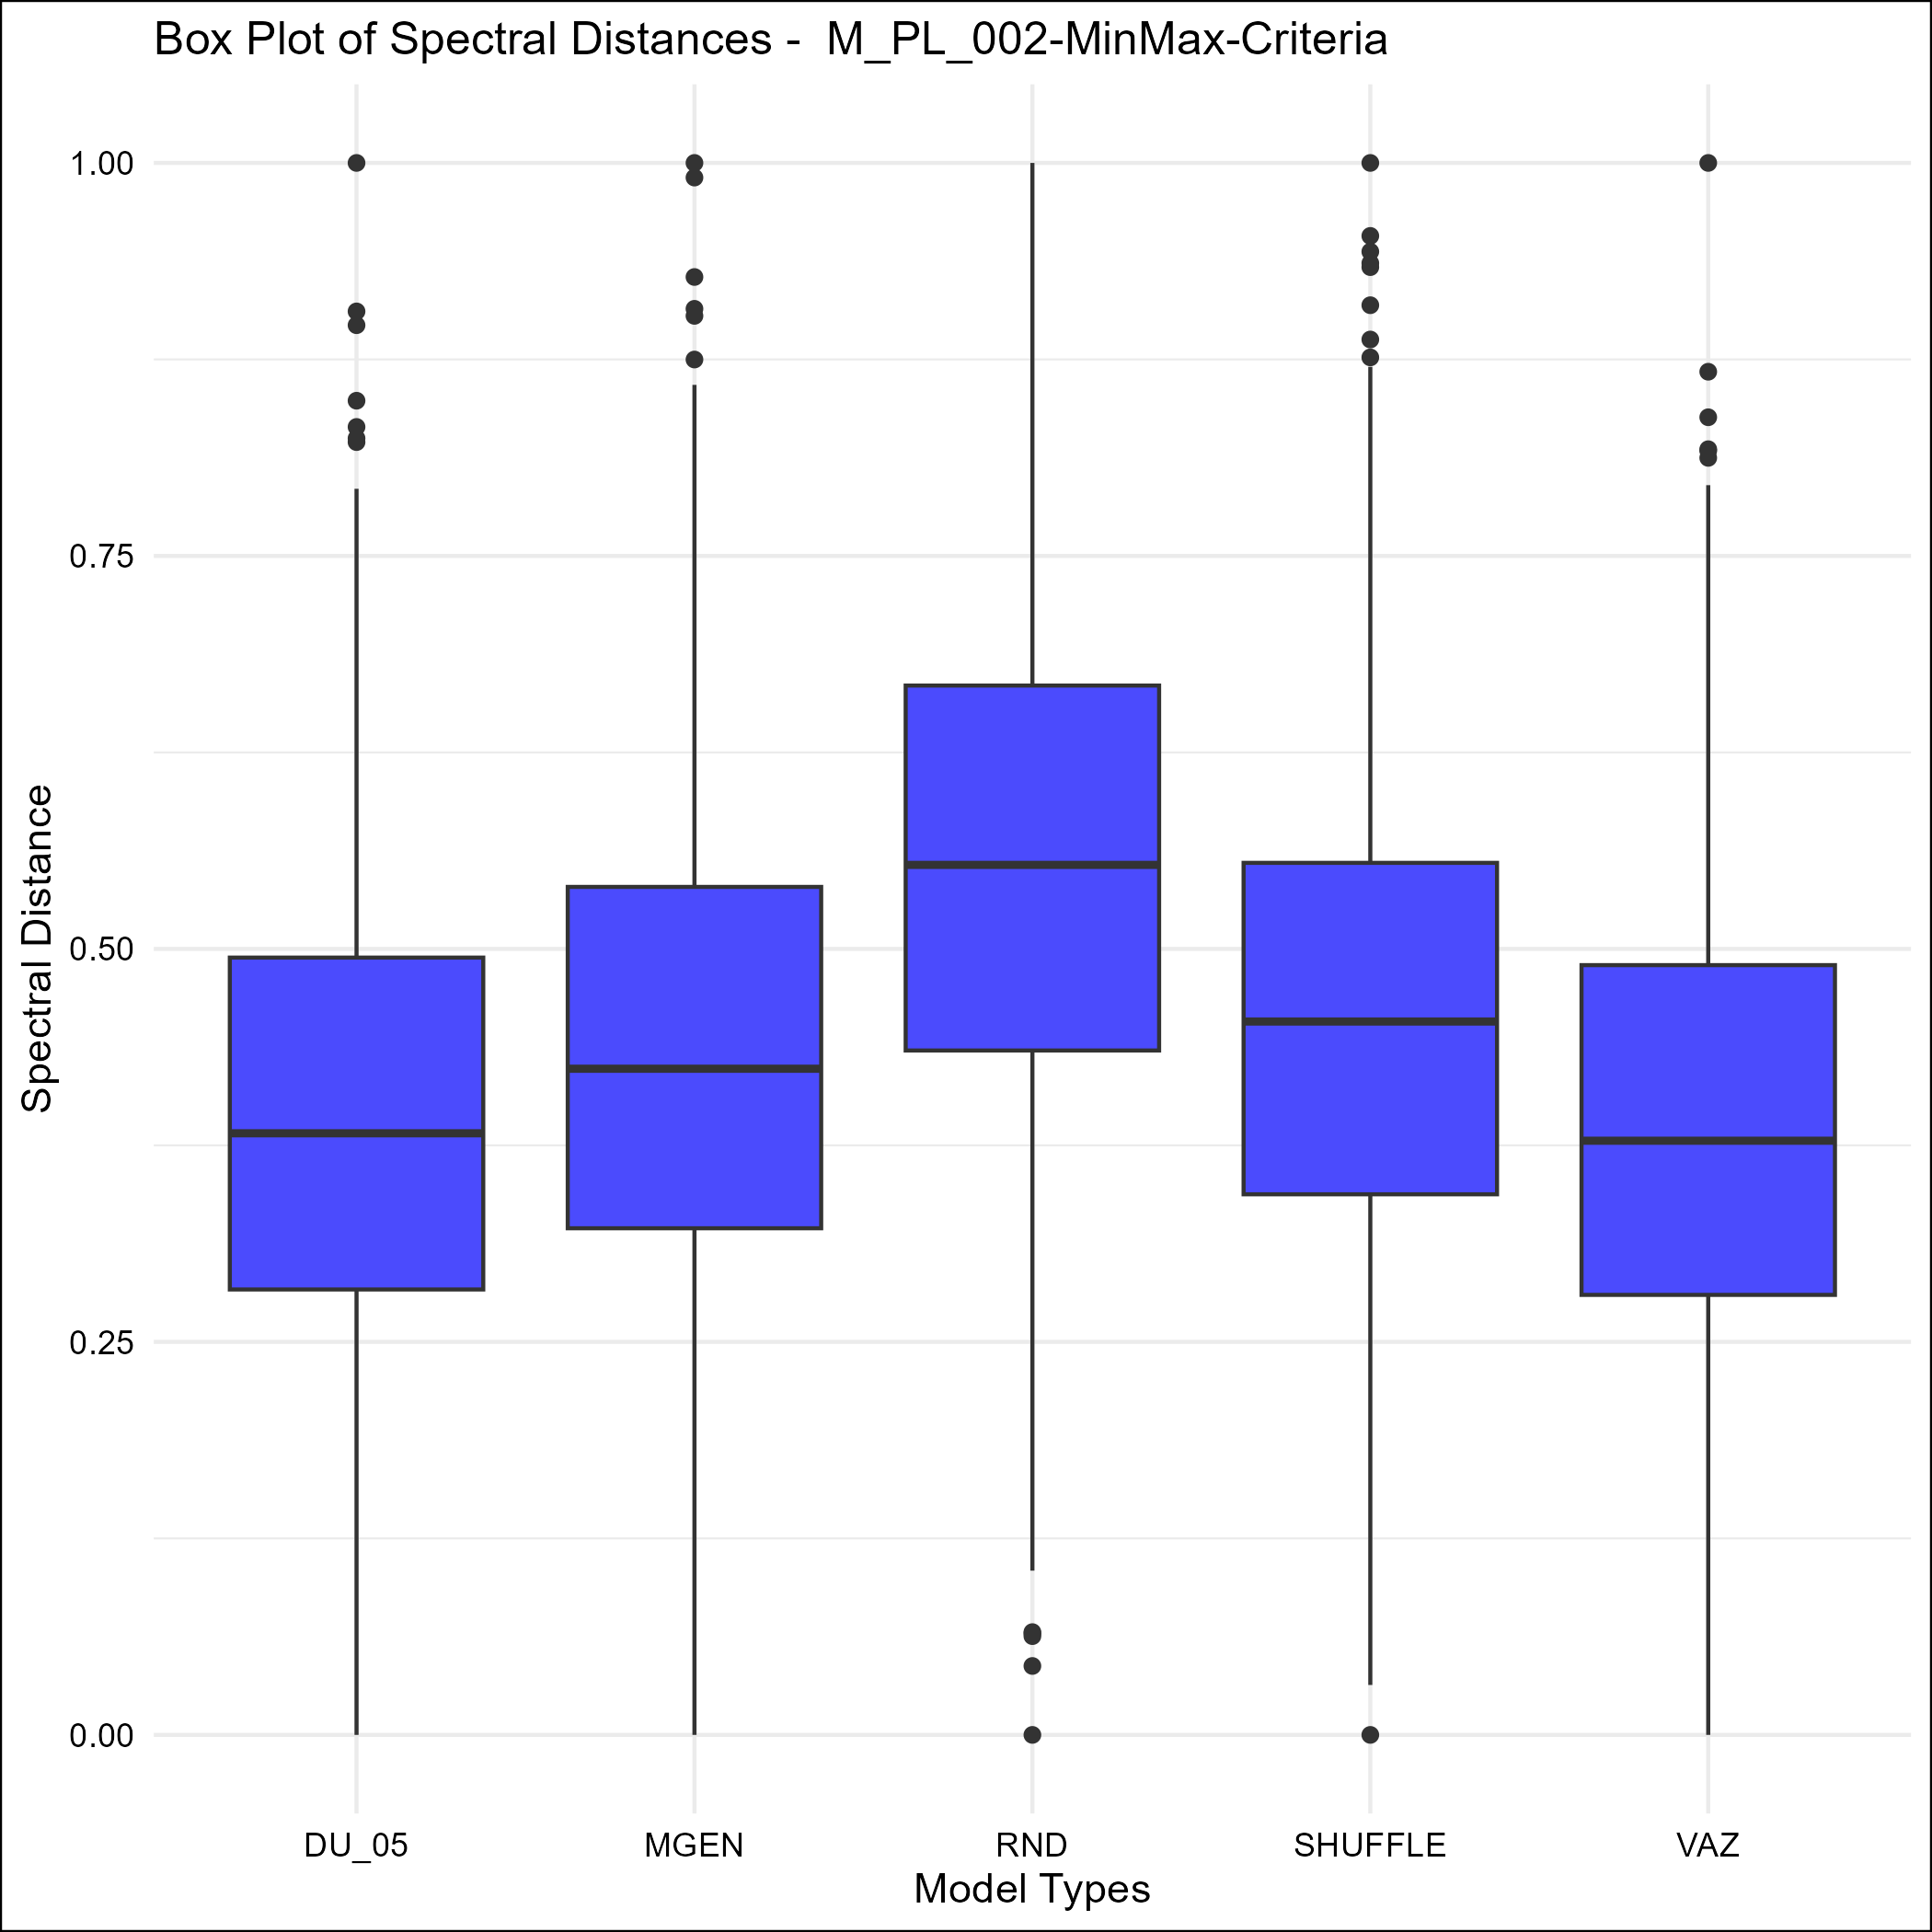 Box Plot of Spectral Distances -  M_PL_002-MinMax-Criteria
Spectral Distance
1.00
0.75
0.50
0.25
0.00
DU_05 MGEN RND SHUFFLE VAZ
Model Types